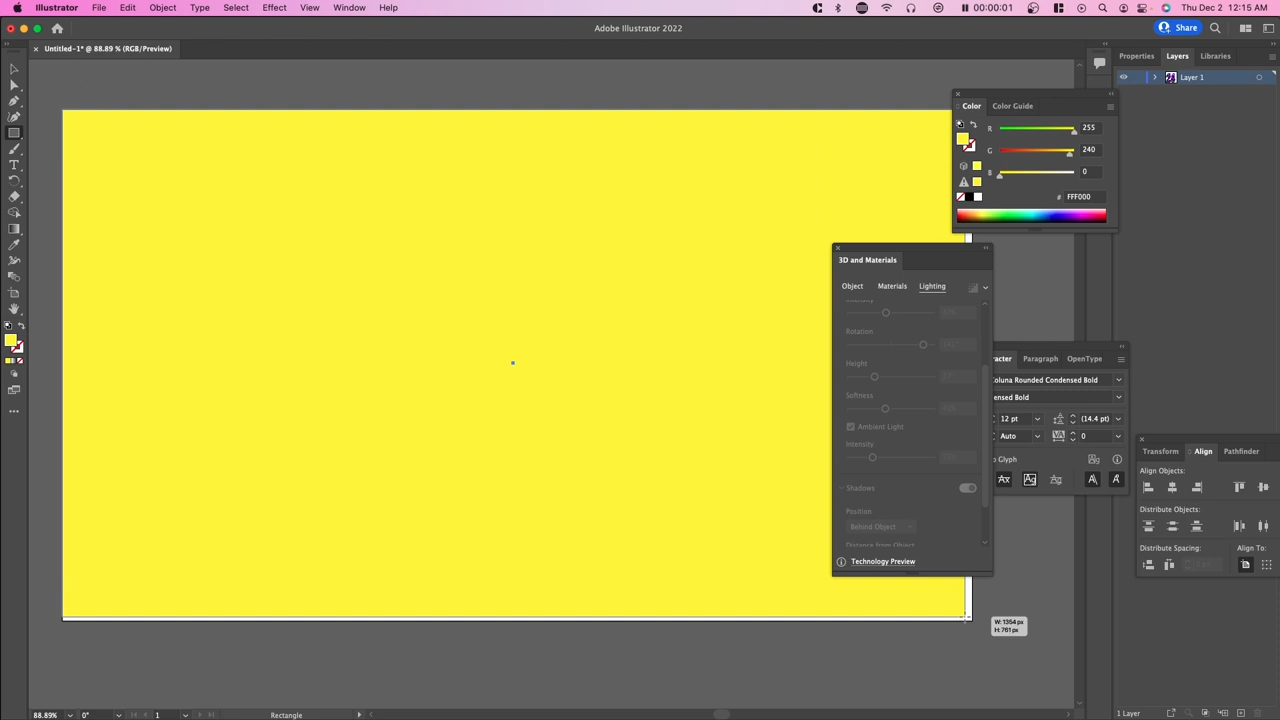 Illustrator File Edit Object Type Select Effect View Window Help 00:00:01 Thu Dec 2 12:15 AM
Adobe Illustrator 2022
Share
Untitled-1* @ 88.89 % (RGB/Preview)
Properties Layers Libraries
Layer 1
Color Color Guide
R 255
G 240
B 0
# FFF000
3D and Materials
Object Materials Lighting
Rotation
Height
Softness
Ambient Light
Intensity
Shadows
Position
Behind Object
Distance from Object
Technology Preview
Paragraph OpenType
Coluna Rounded Condensed Bold
12 pt (14.4 pt)
Auto 0
Glyph
Transform Align Pathfinder
Align Objects:
Distribute Objects:
Distribute Spacing: Align To:
W: 1354 px
H: 761 px
88.89% 0° 1 Rectangle
1 Layer